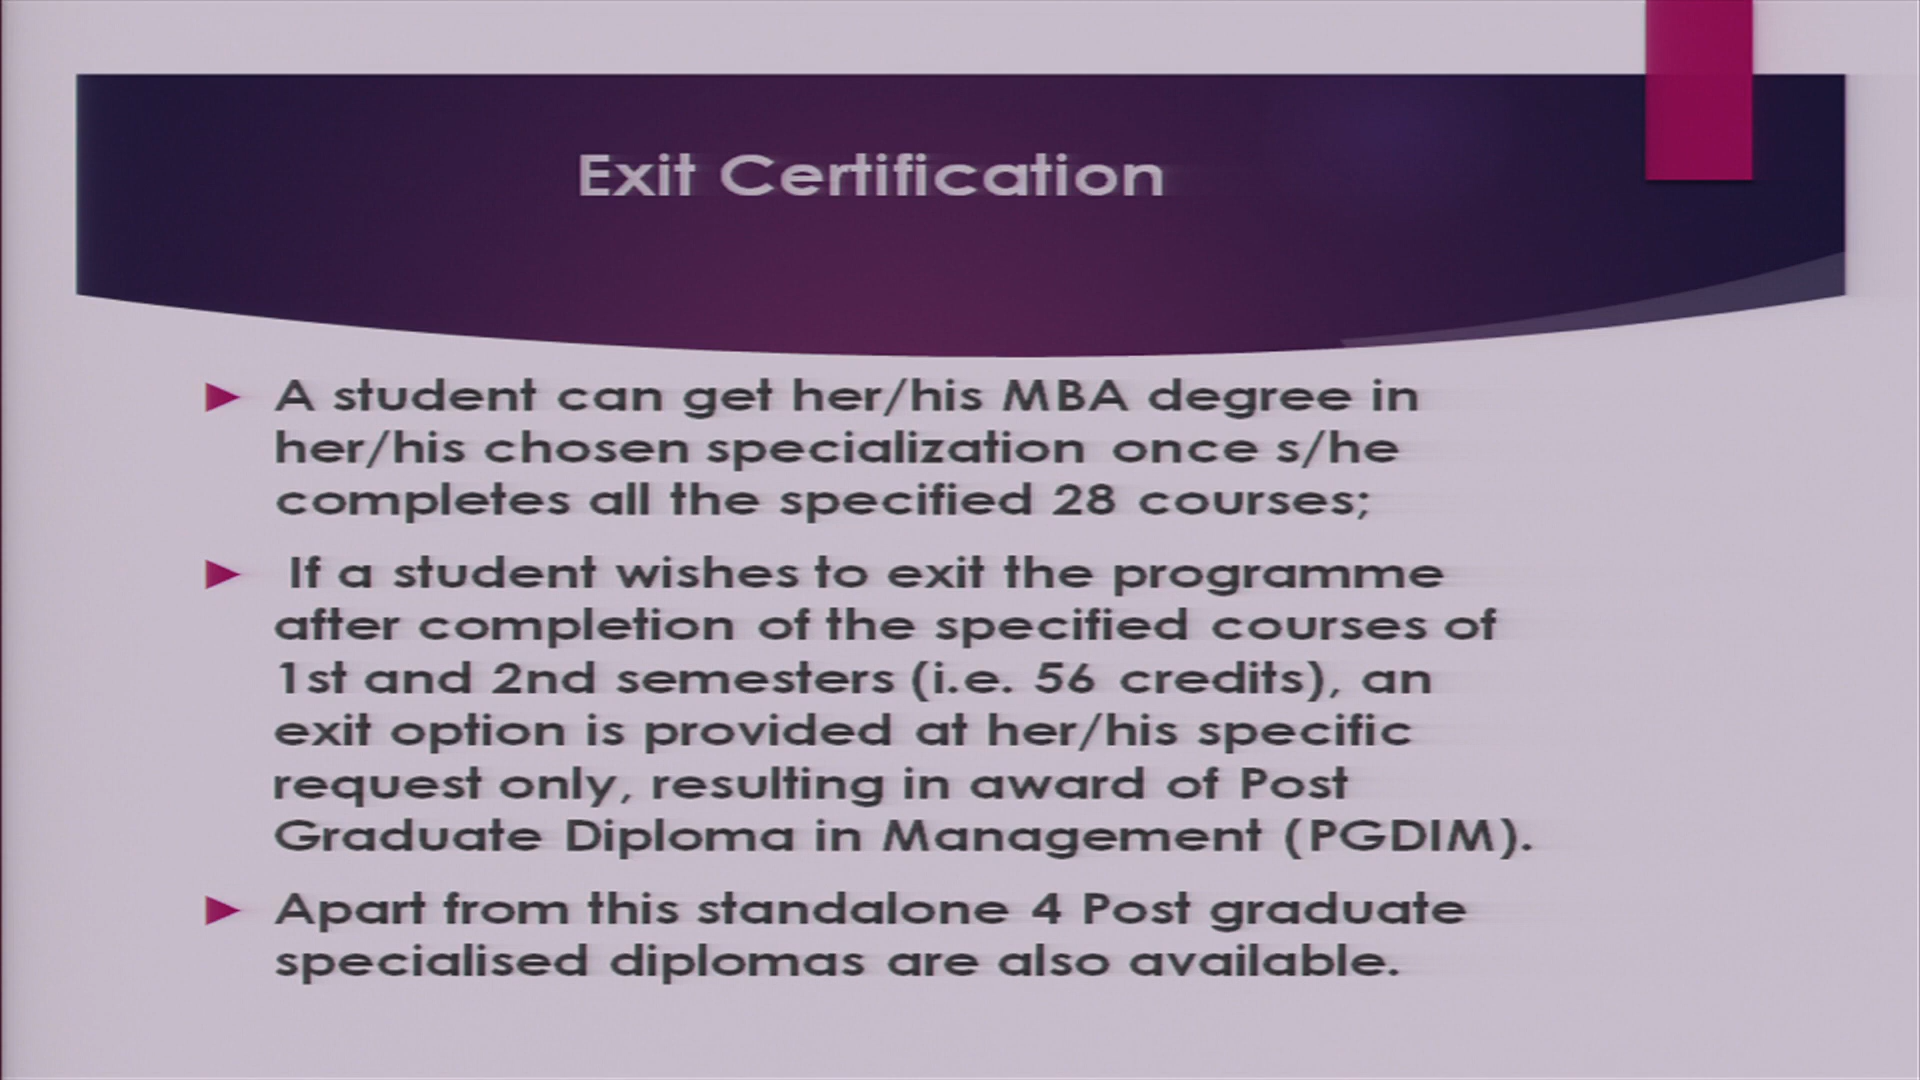 Exit Certification
A student can get her/his MBA degree in
her/his chosen specialization once s/he
completes all the specified 28 courses;
If a student wishes to exit the programme
after completion of the specified courses of
1st and 2nd semesters (i.e. 56 credits), an
exit option is provided at her/his specific
request only, resulting in award of Post
Graduate Diploma in Management (PGDIM).
Apart from this standalone 4 Post graduate
specialised diplomas are also available.